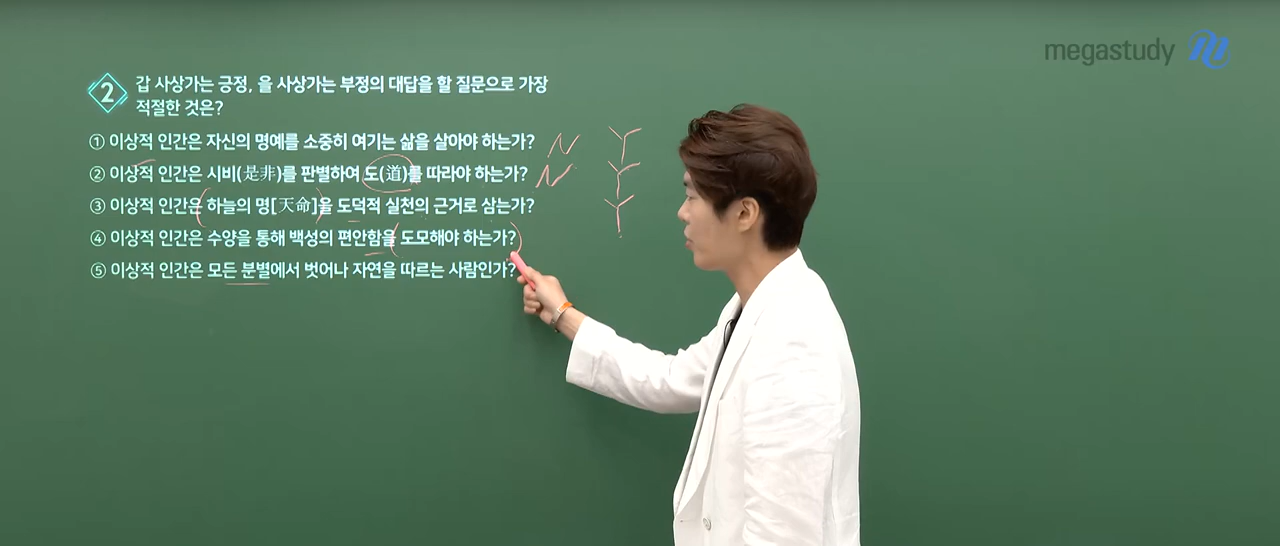 megastudy
2 갑 사상가는 긍정, 을 사상가는 부정의 대답을 할 질문으로 가장
적절한 것은?
① 이상적 인간은 자신의 명예를 소중히 여기는 삶을 살아야 하는가? N Y
② 이상적 인간은 시비(是非)를 판별하여 도(道)를 따라야 하는가? N Y
③ 이상적 인간은 하늘의 명[天命]을 도덕적 실천의 근거로 삼는가? Y
④ 이상적 인간은 수양을 통해 백성의 편안함을 도모해야 하는가?
⑤ 이상적 인간은 모든 분별에서 벗어나 자연을 따르는 사람인가?